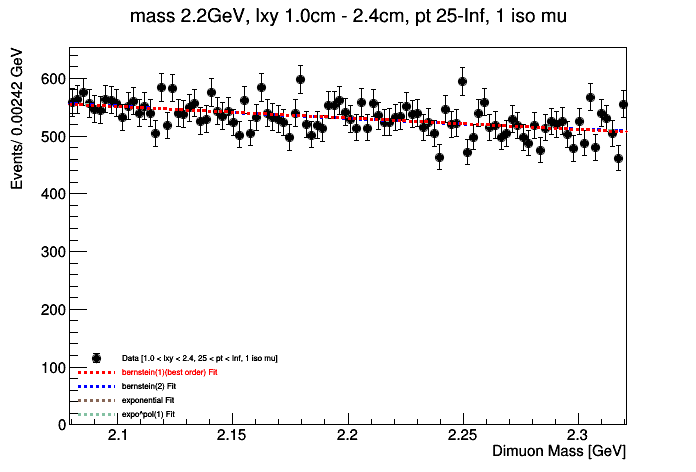 mass 2.2GeV, lxy 1.0cm - 2.4cm, pt 25-Inf, 1 iso mu
Events/ 0.00242 GeV
600
500
400
300
200
100
0
Data [1.0 < lxy < 2.4, 25 < pt < Inf, 1 iso mu]
bernstein(1)(best order) Fit
bernstein(2) Fit
exponential Fit
expo*pol(1) Fit
2.1 2.15 2.2 2.25 2.3
Dimuon Mass [GeV]